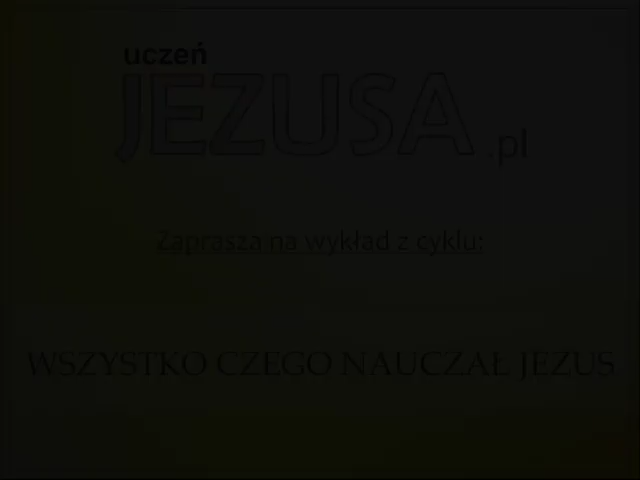 uczeń
JEZUSA.pl
Zaprasza na wykład z cyklu:
WSZYSTKO CZEGO NAUCZAŁ JEZUS